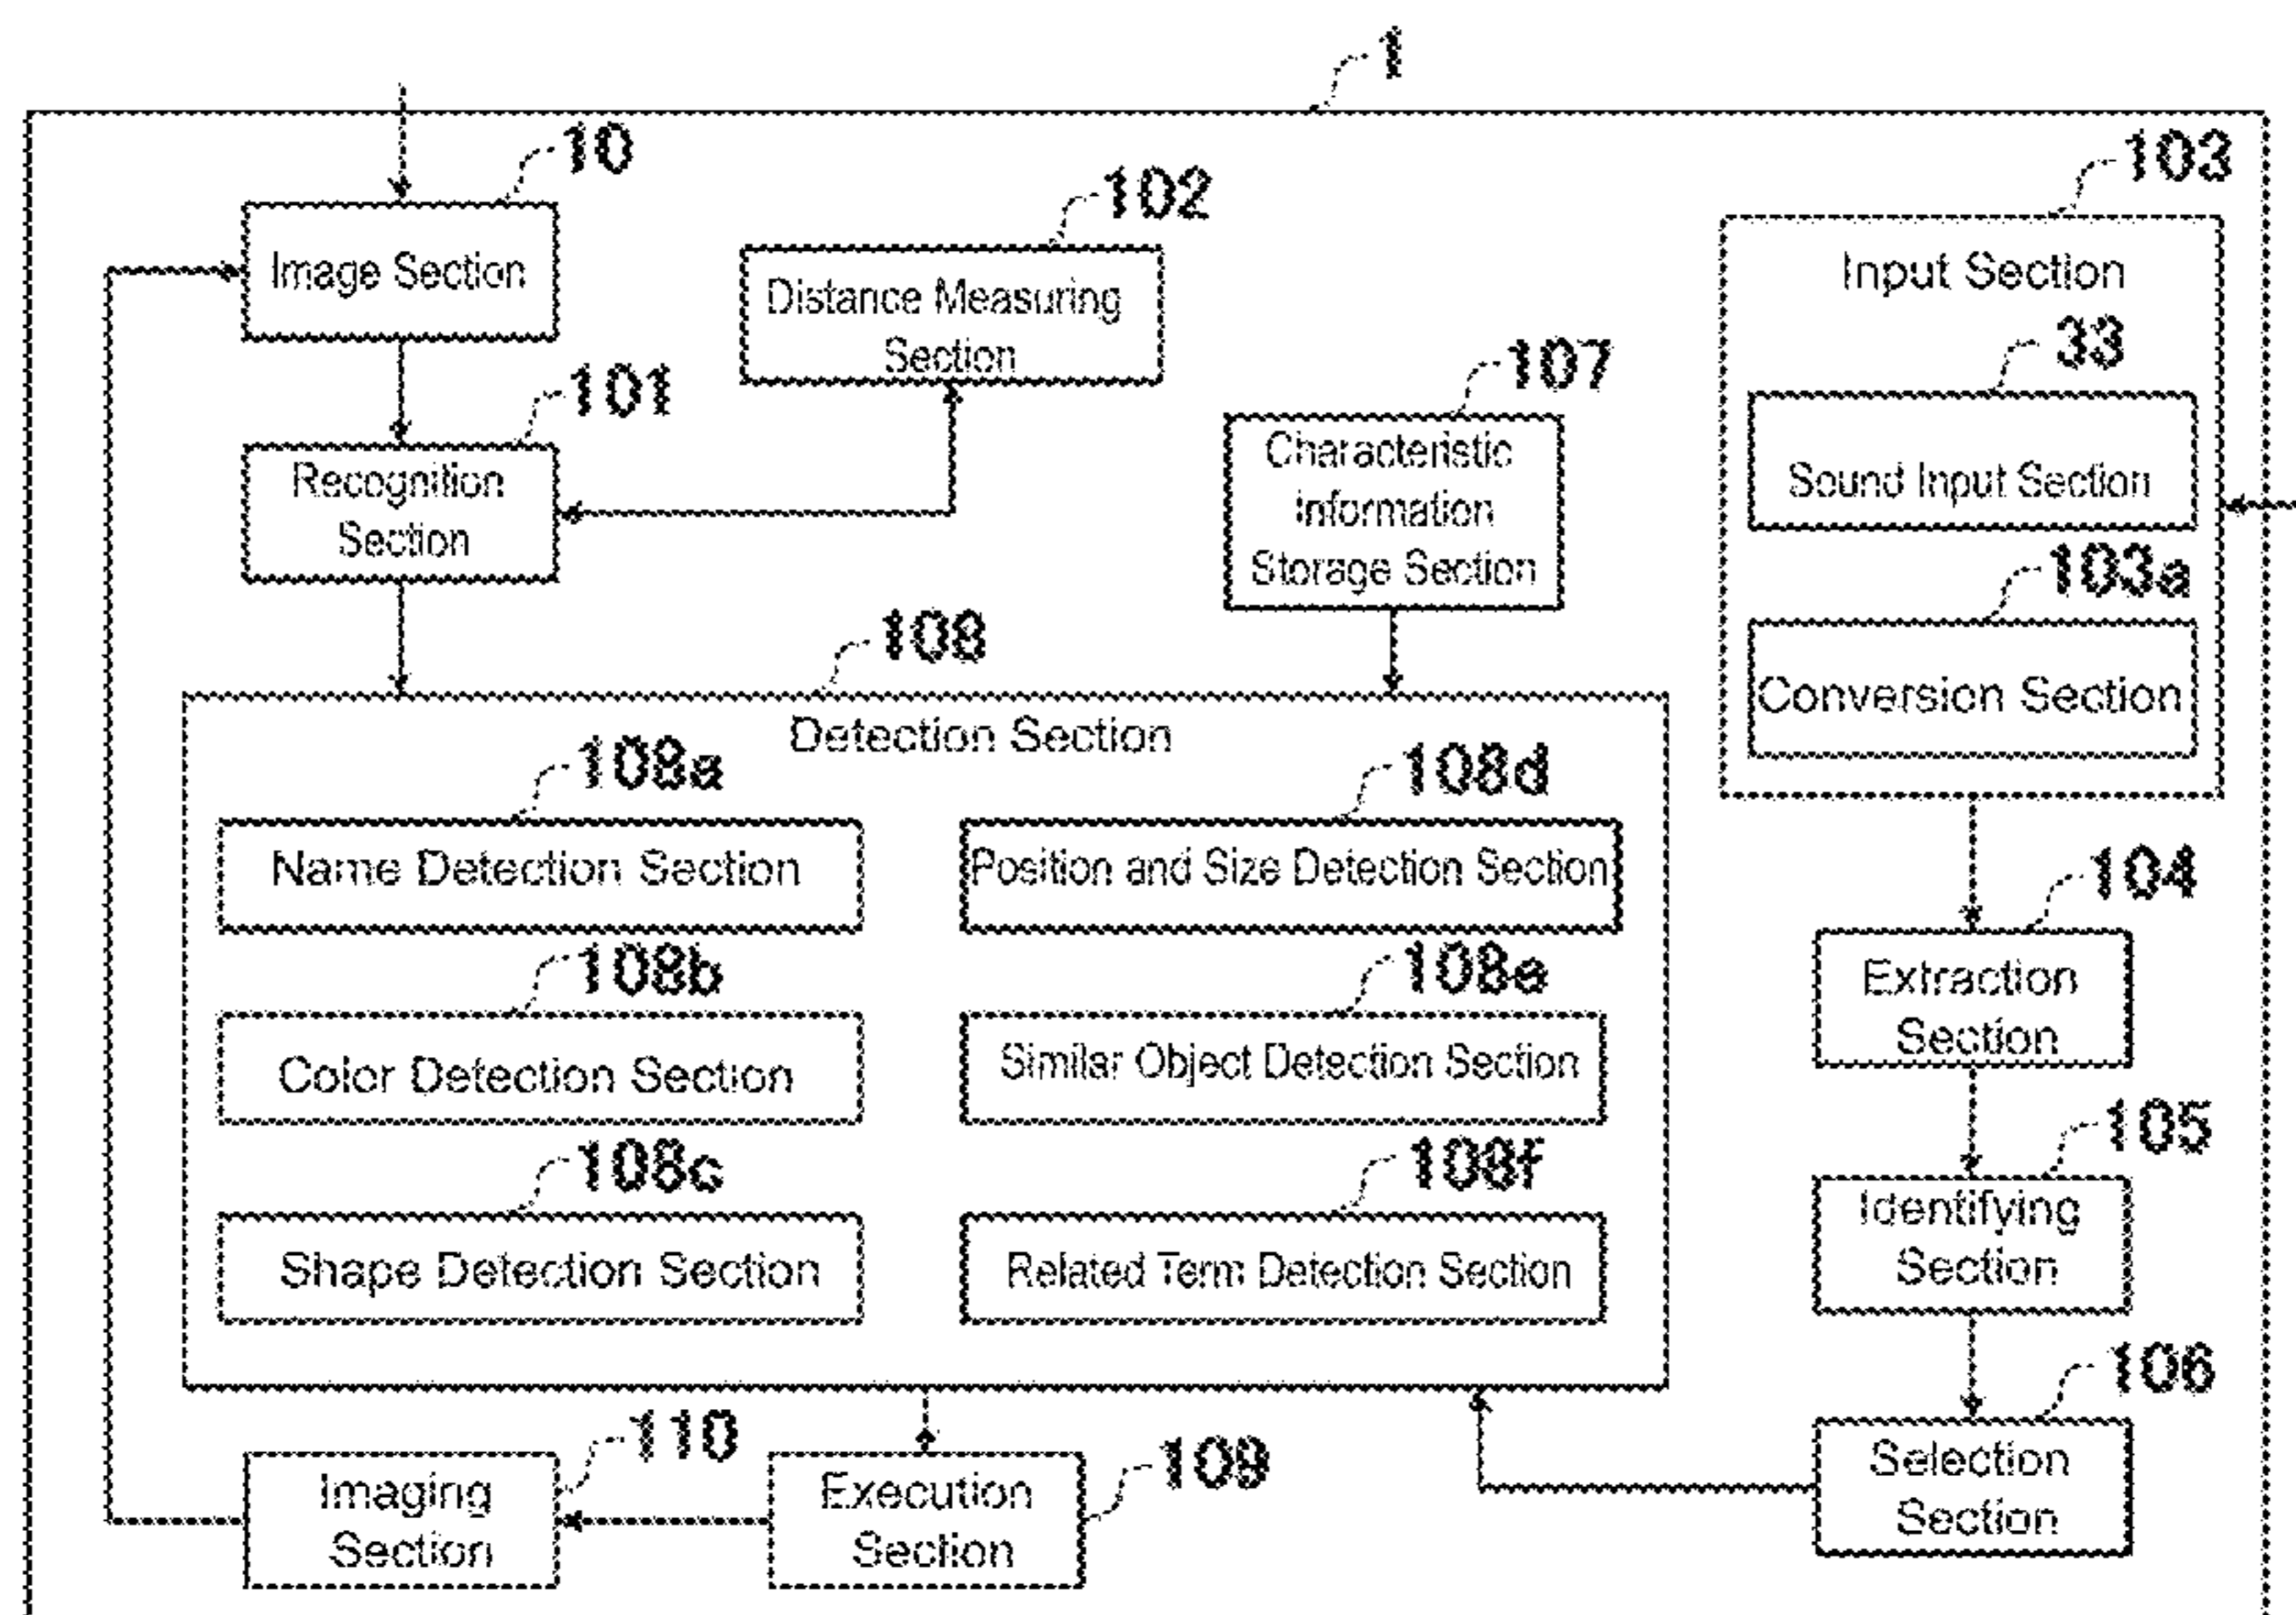 1
10
Image Section
102
Distance Measuring
Section
103
Input Section
33
Sound Input Section
103a
Conversion Section
101
Recognition
Section
107
Characteristic
Information
Storage Section
108
Detection Section
108a
Name Detection Section
108d
Position and Size Detection Section
108b
Color Detection Section
108e
Similar Object Detection Section
108c
Shape Detection Section
108f
Related Term Detection Section
104
Extraction
Section
105
Identifying
Section
106
Selection
Section
110
Imaging
Section
109
Execution
Section